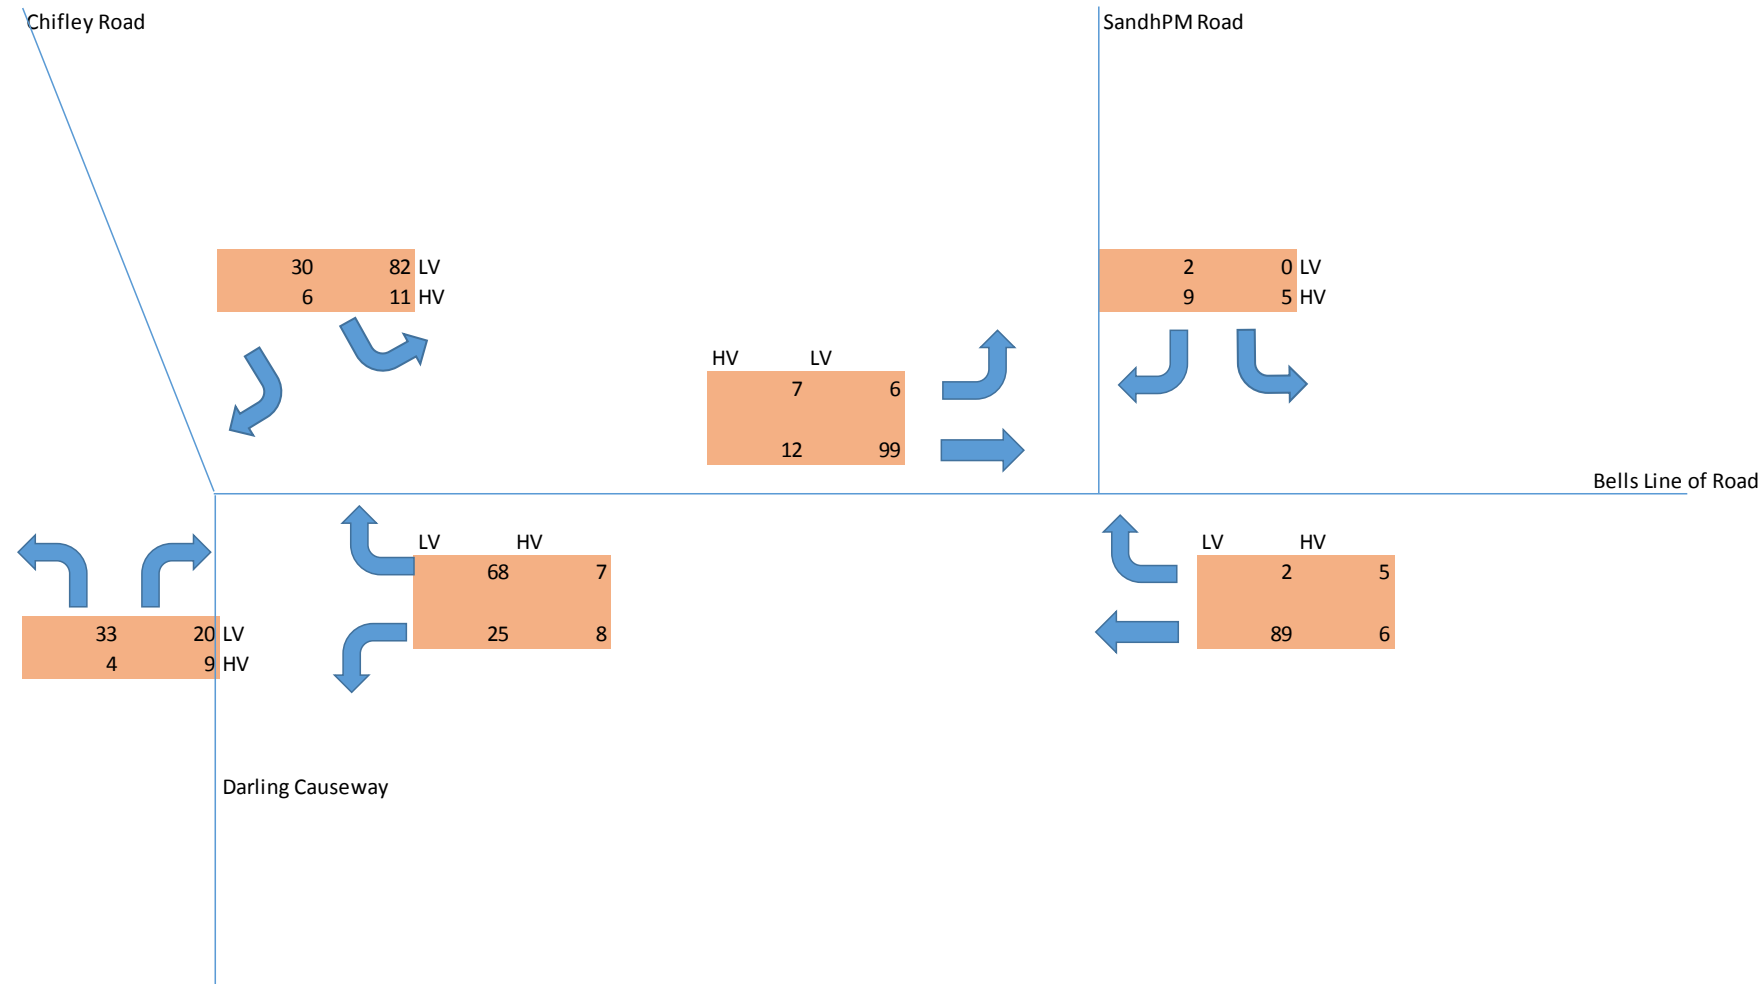 Chifley Road
SandhPM Road
30 82 LV
6 11 HV
2 0 LV
9 5 HV
HV LV
7 6
12 99
Bells Line of Road
LV HV
68 7
25 8
LV HV
2 5
89 6
33 20 LV
4 9 HV
Darling Causeway